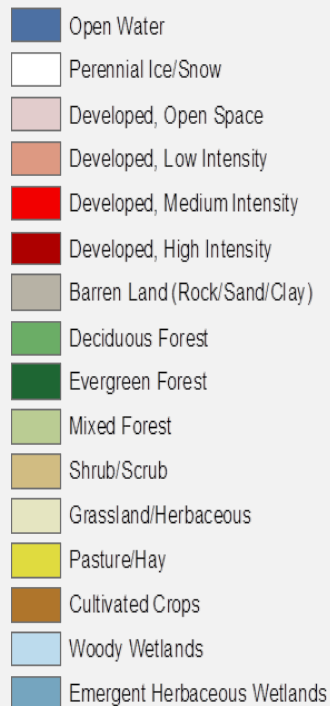 Open Water
Perennial Ice/Snow
Developed, Open Space
Developed, Low Intensity
Developed, Medium Intensity
Developed, High Intensity
Barren Land (Rock/Sand/Clay)
Deciduous Forest
Evergreen Forest
Mixed Forest
Shrub/Scrub
Grassland/Herbaceous
Pasture/Hay
Cultivated Crops
Woody Wetlands
Emergent Herbaceous Wetlands